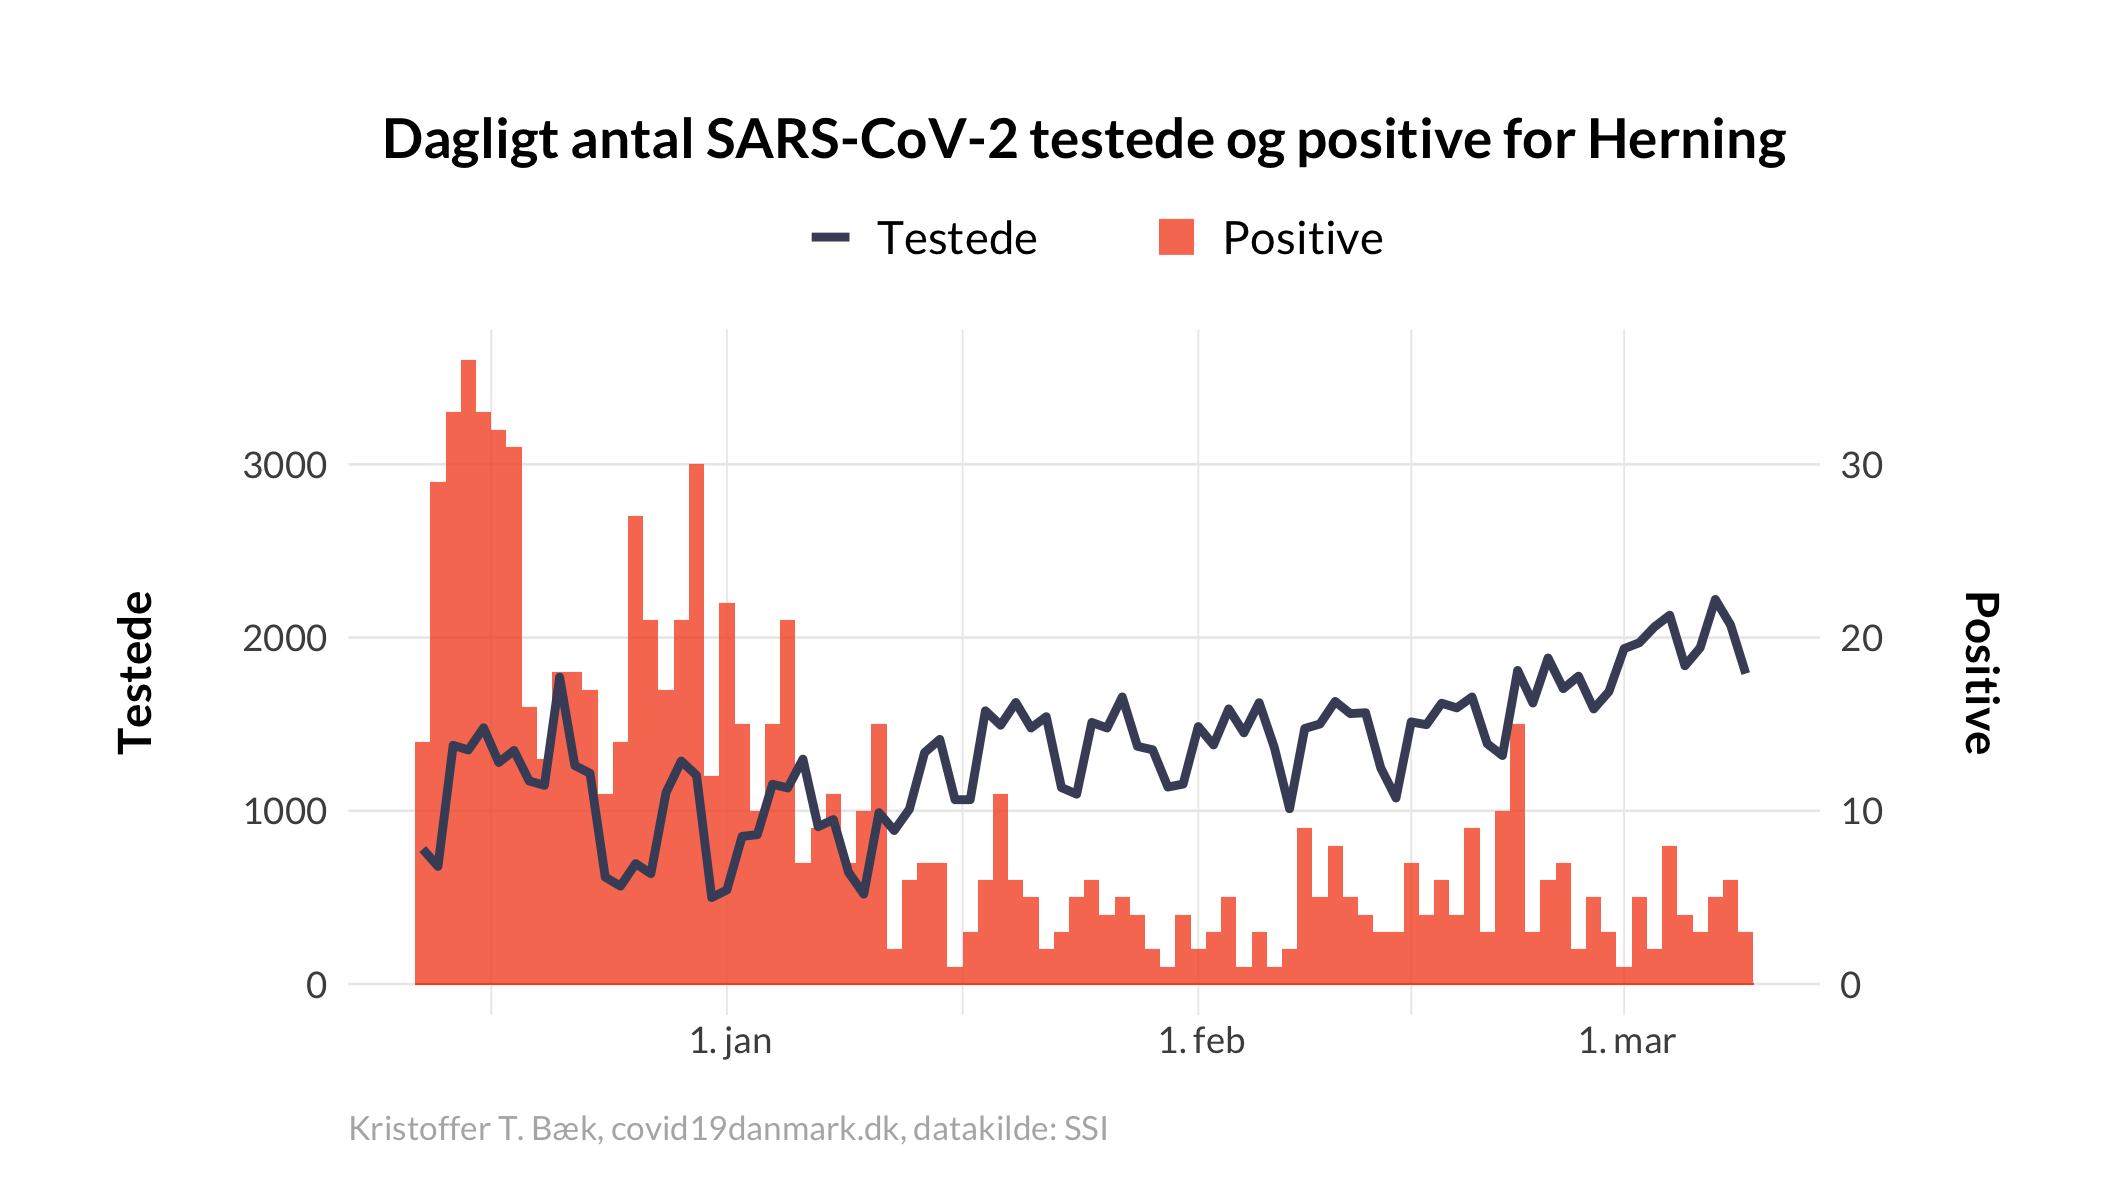 Dagligt antal SARS-CoV-2 testede og positive for Herning
Testede
Positive
3000
2000
1000
0
Testede
30
20
10
0
Positive
1. jan
1. feb
1. mar
Kristoffer T. Bæk, covid19danmark.dk, datakilde: SSI